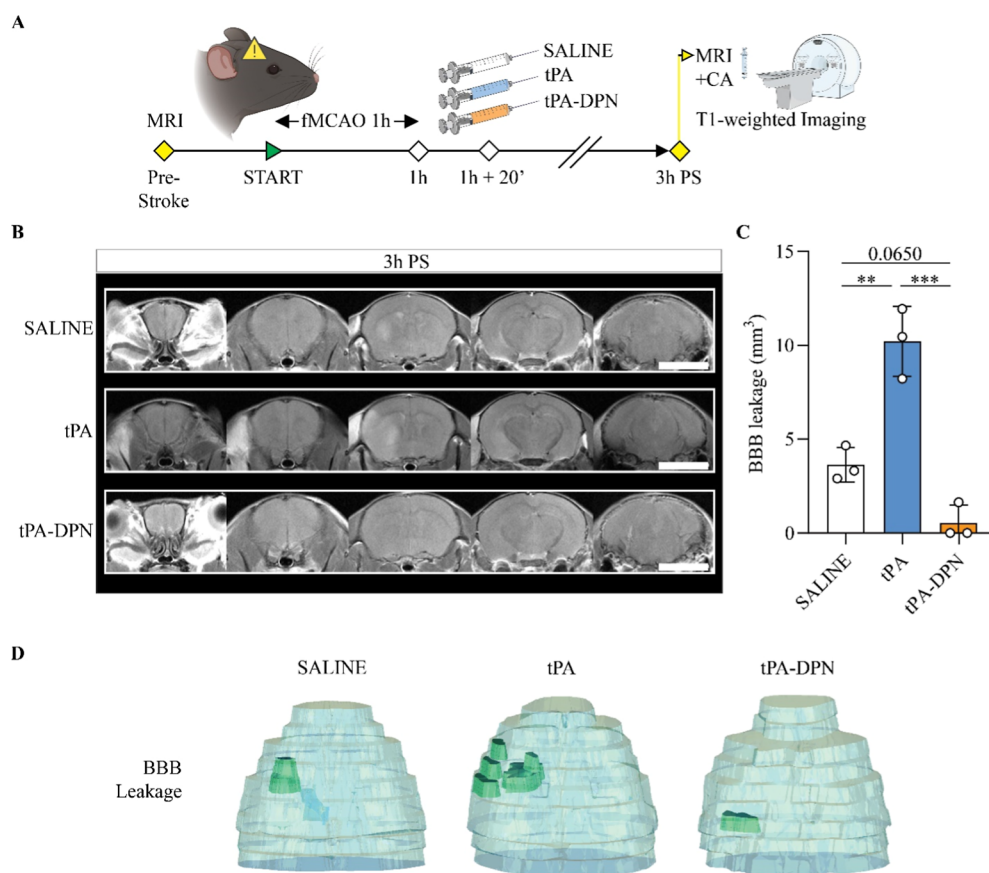 A
SALINE
tPA
tPA-DPN
MRI
+CA
T1-weighted Imaging
MRI
fMCAO 1h
Pre-
Stroke
START
1h
1h + 20’
3h PS
B
3h PS
SALINE
tPA
tPA-DPN
C
BBB leakage (mm³)
15
10
5
0
0.0650
**
***
SALINE
tPA
tPA-DPN
D
SALINE
tPA
tPA-DPN
BBB
Leakage